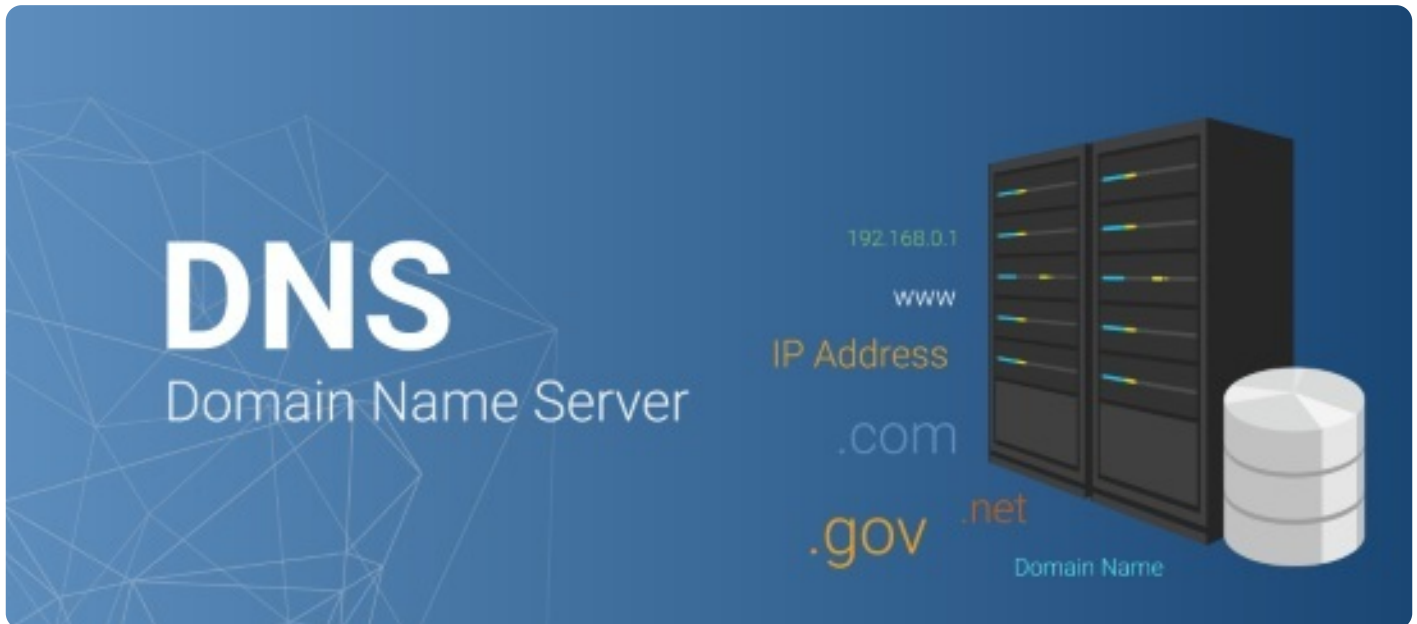 DNS
Domain Name Server
192.168.0.1
www
IP Address
.com
.net
.gov
Domain Name